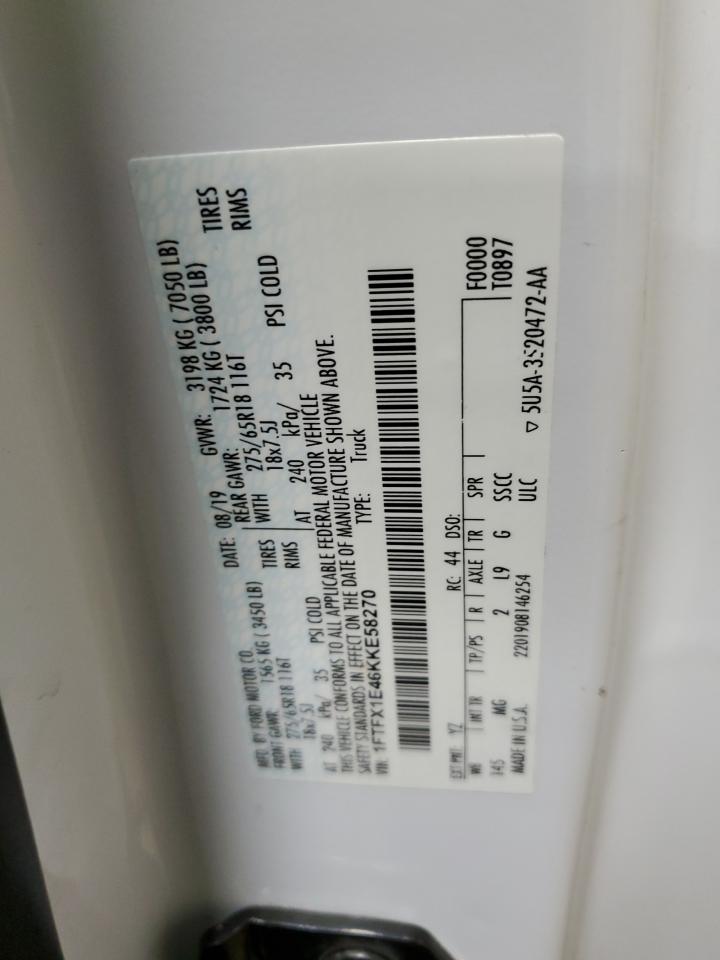 MFD. BY FORD MOTOR CO. DATE: 08/19 GVWR: 3198 KG ( 7050 LB)
FRONT GAWR: 1565 KG ( 3450 LB) REAR GAWR: 1724 KG ( 3800 LB)
WITH 275/65R18 116T TIRES WITH 275/65R18 116T TIRES
18x7.5J RIMS 18x7.5J RIMS
AT 240 kPa/ 35 PSI COLD AT 240 kPa/ 35 PSI COLD
THIS VEHICLE CONFORMS TO ALL APPLICABLE FEDERAL MOTOR VEHICLE
SAFETY STANDARDS IN EFFECT ON THE DATE OF MANUFACTURE SHOWN ABOVE.
VIN: 1FTFX1E46KKE58270 TYPE: Truck
EXT PNT: YZ RC: 44 DSO: F0000
WB INT TR TP/PS R AXLE TR SPR T0897
145 MG 2 L9 G SSCC
MADE IN U.S.A. 2201908146254 ULC ▽ 5U5A-3S20472-AA